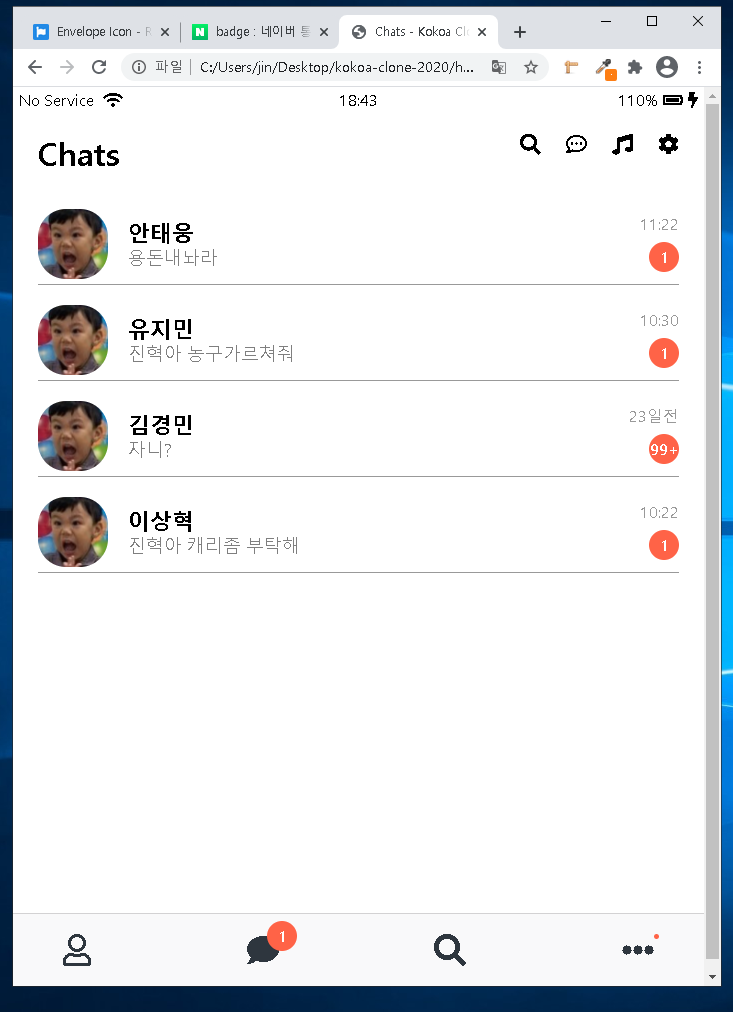 Envelope Icon - R
badge : 네이버 통
Chats - Kokoa Cl
파일 C:/Users/jin/Desktop/kokoa-clone-2020/h...
No Service 18:43 110%
Chats
안태웅 11:22
용돈내놔라 1
유지민 10:30
진혁아 농구가르쳐줘 1
김경민 23일전
자니? 99+
이상혁 10:22
진혁아 캐리좀 부탁해 1
1